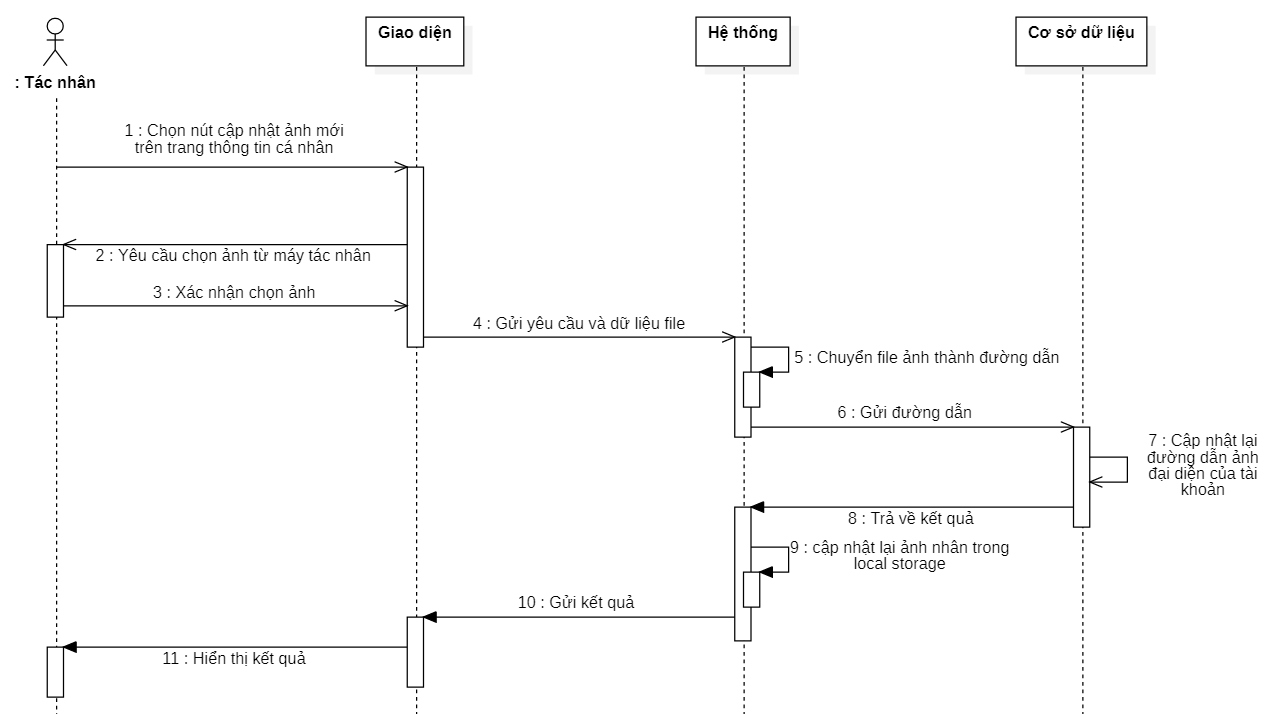 : Tác nhân
Giao diện
Hệ thống
Cơ sở dữ liệu
1 : Chọn nút cập nhật ảnh mới
trên trang thông tin cá nhân
2 : Yêu cầu chọn ảnh từ máy tác nhân
3 : Xác nhận chọn ảnh
4 : Gửi yêu cầu và dữ liệu file
5 : Chuyển file ảnh thành đường dẫn
6 : Gửi đường dẫn
7 : Cập nhật lại
đường dẫn ảnh
đại diện của tài
khoản
8 : Trả về kết quả
9 : cập nhật lại ảnh nhân trong
local storage
10 : Gửi kết quả
11 : Hiển thị kết quả